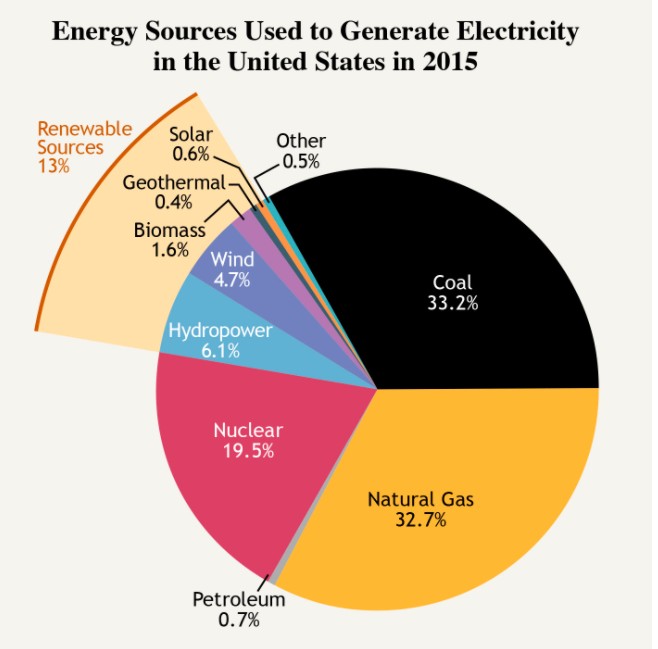 Energy Sources Used to Generate Electricity
in the United States in 2015
Renewable
Sources
13%
Solar
0.6%
Other
0.5%
Geothermal
0.4%
Biomass
1.6%
Wind
4.7%
Hydropower
6.1%
Coal
33.2%
Nuclear
19.5%
Natural Gas
32.7%
Petroleum
0.7%